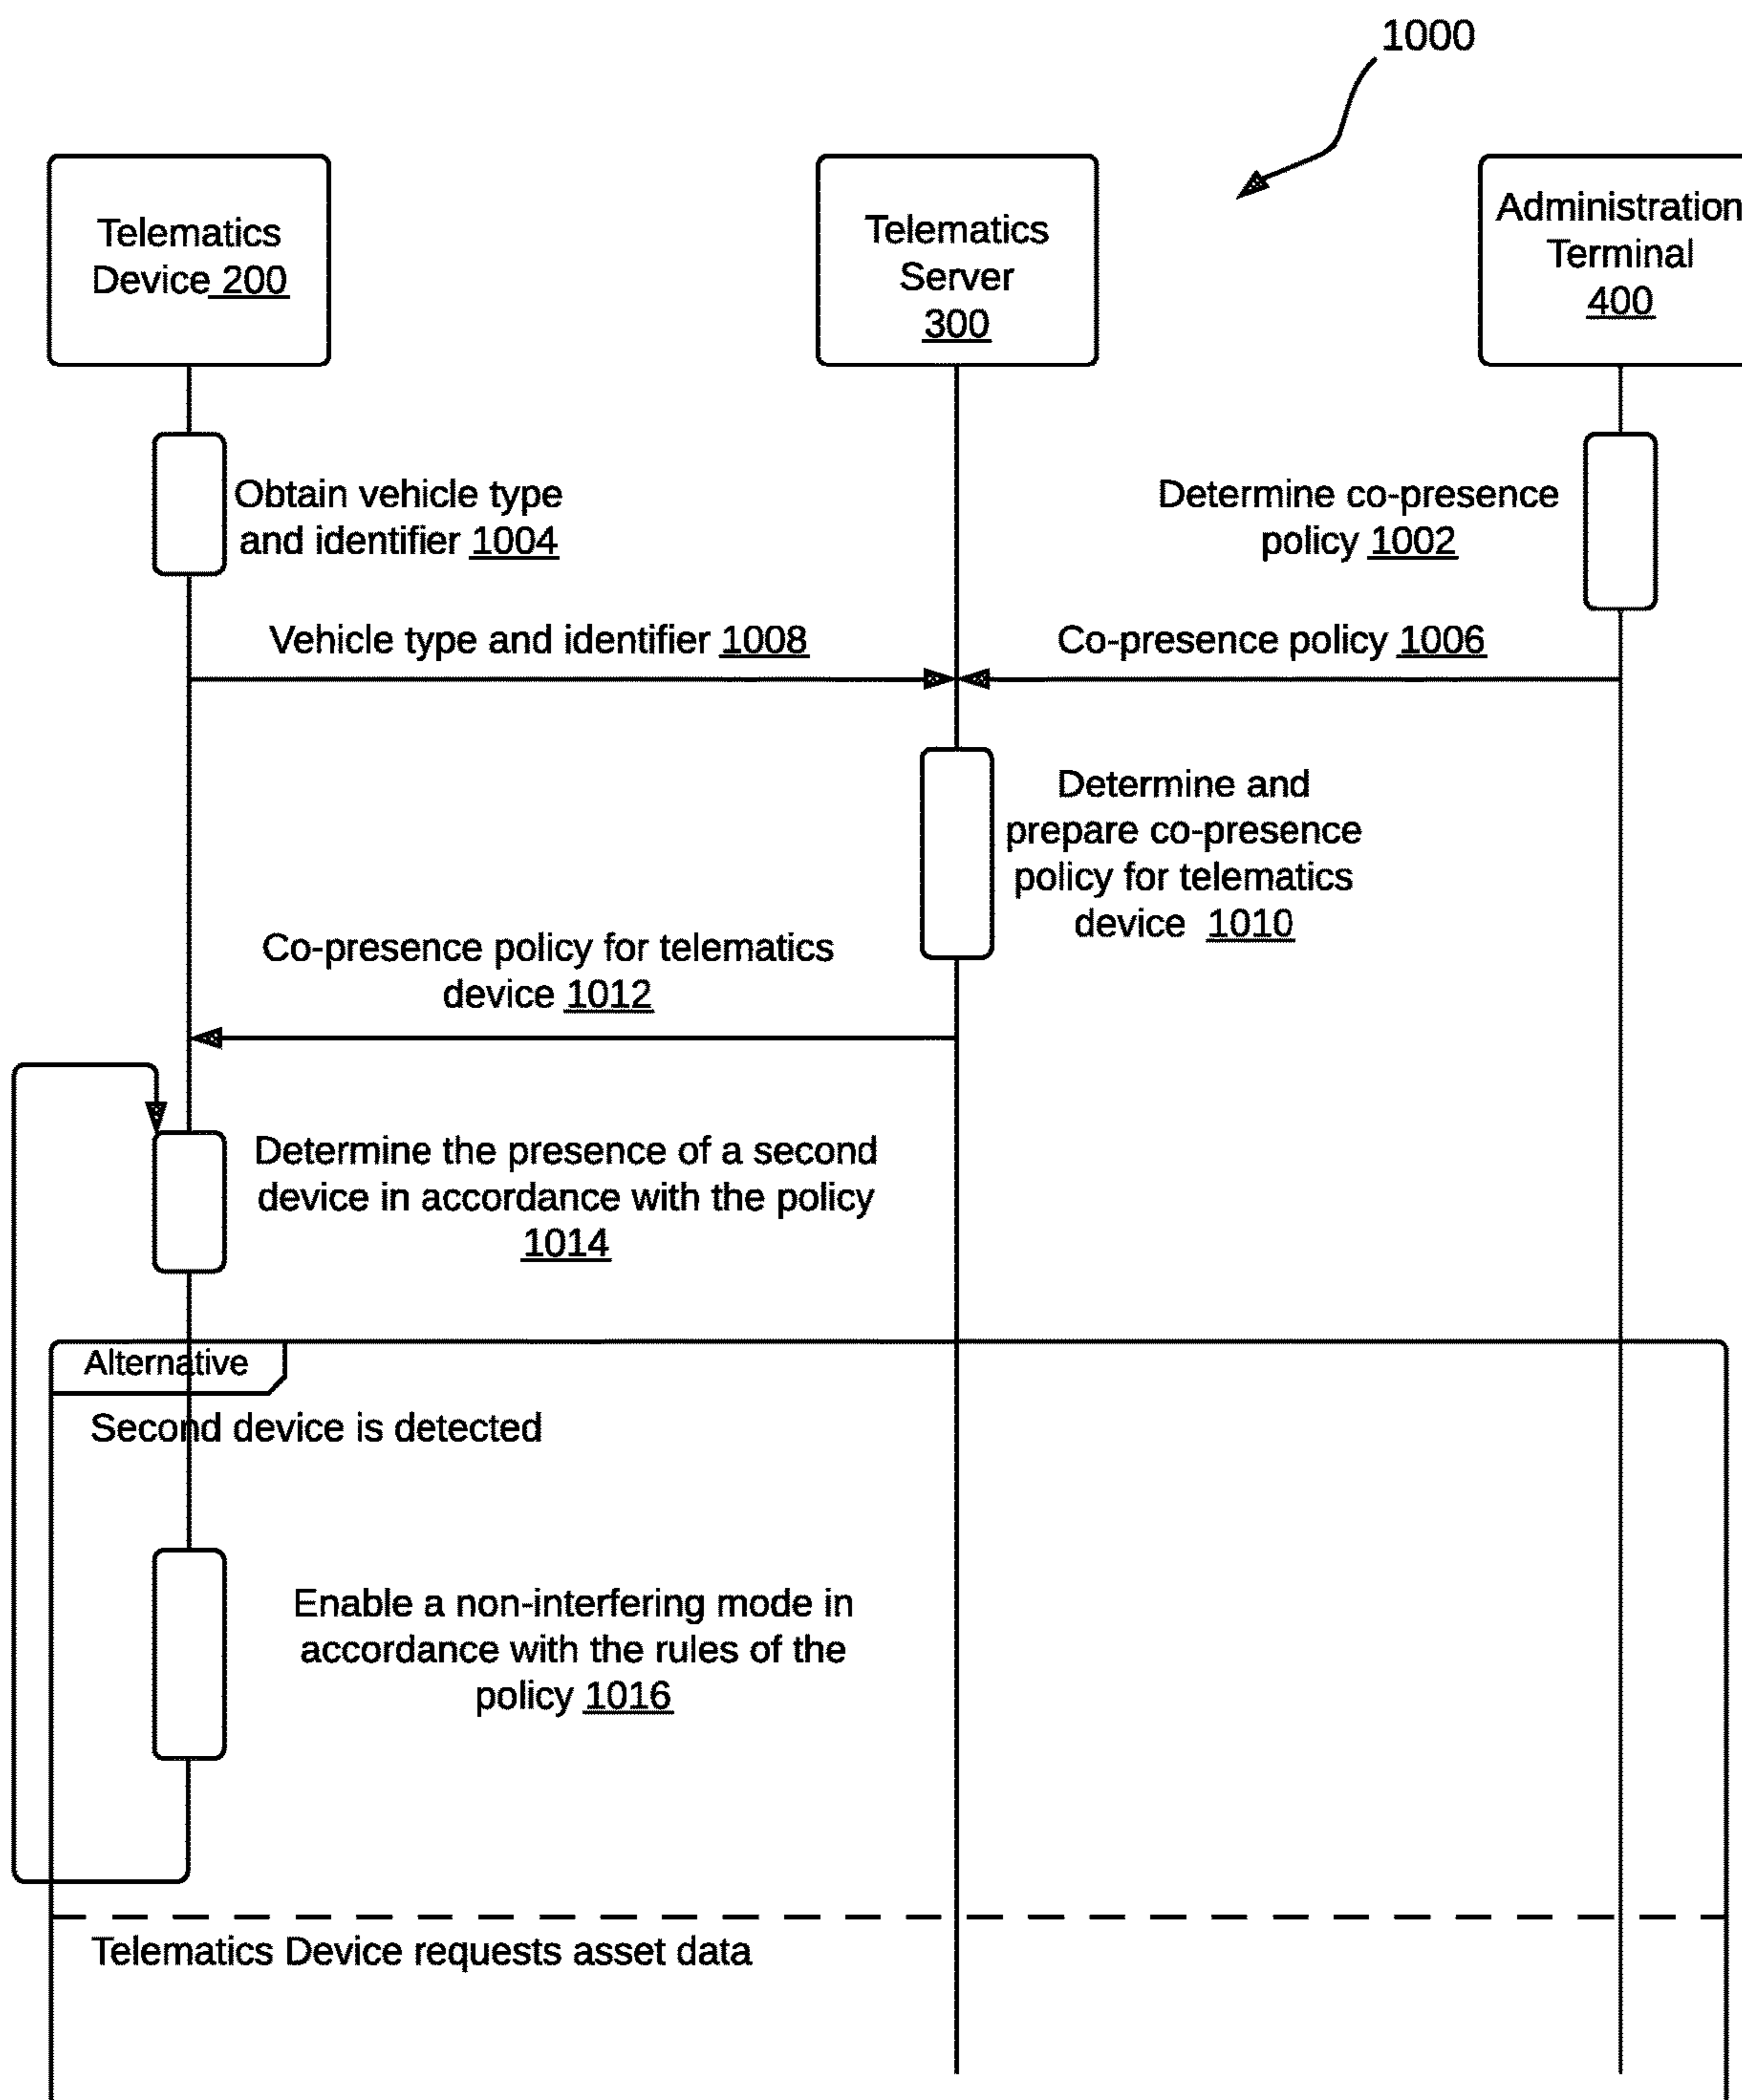 1000
Telematics
Device 200
Telematics
Server
300
Administration
Terminal
400
Obtain vehicle type
and identifier 1004
Determine co-presence
policy 1002
Vehicle type and identifier 1008
Co-presence policy 1006
Determine and
prepare co-presence
policy for telematics
device 1010
Co-presence policy for telematics
device 1012
Determine the presence of a second
device in accordance with the policy
1014
Alternative
Second device is detected
Enable a non-interfering mode in
accordance with the rules of the
policy 1016
Telematics Device requests asset data